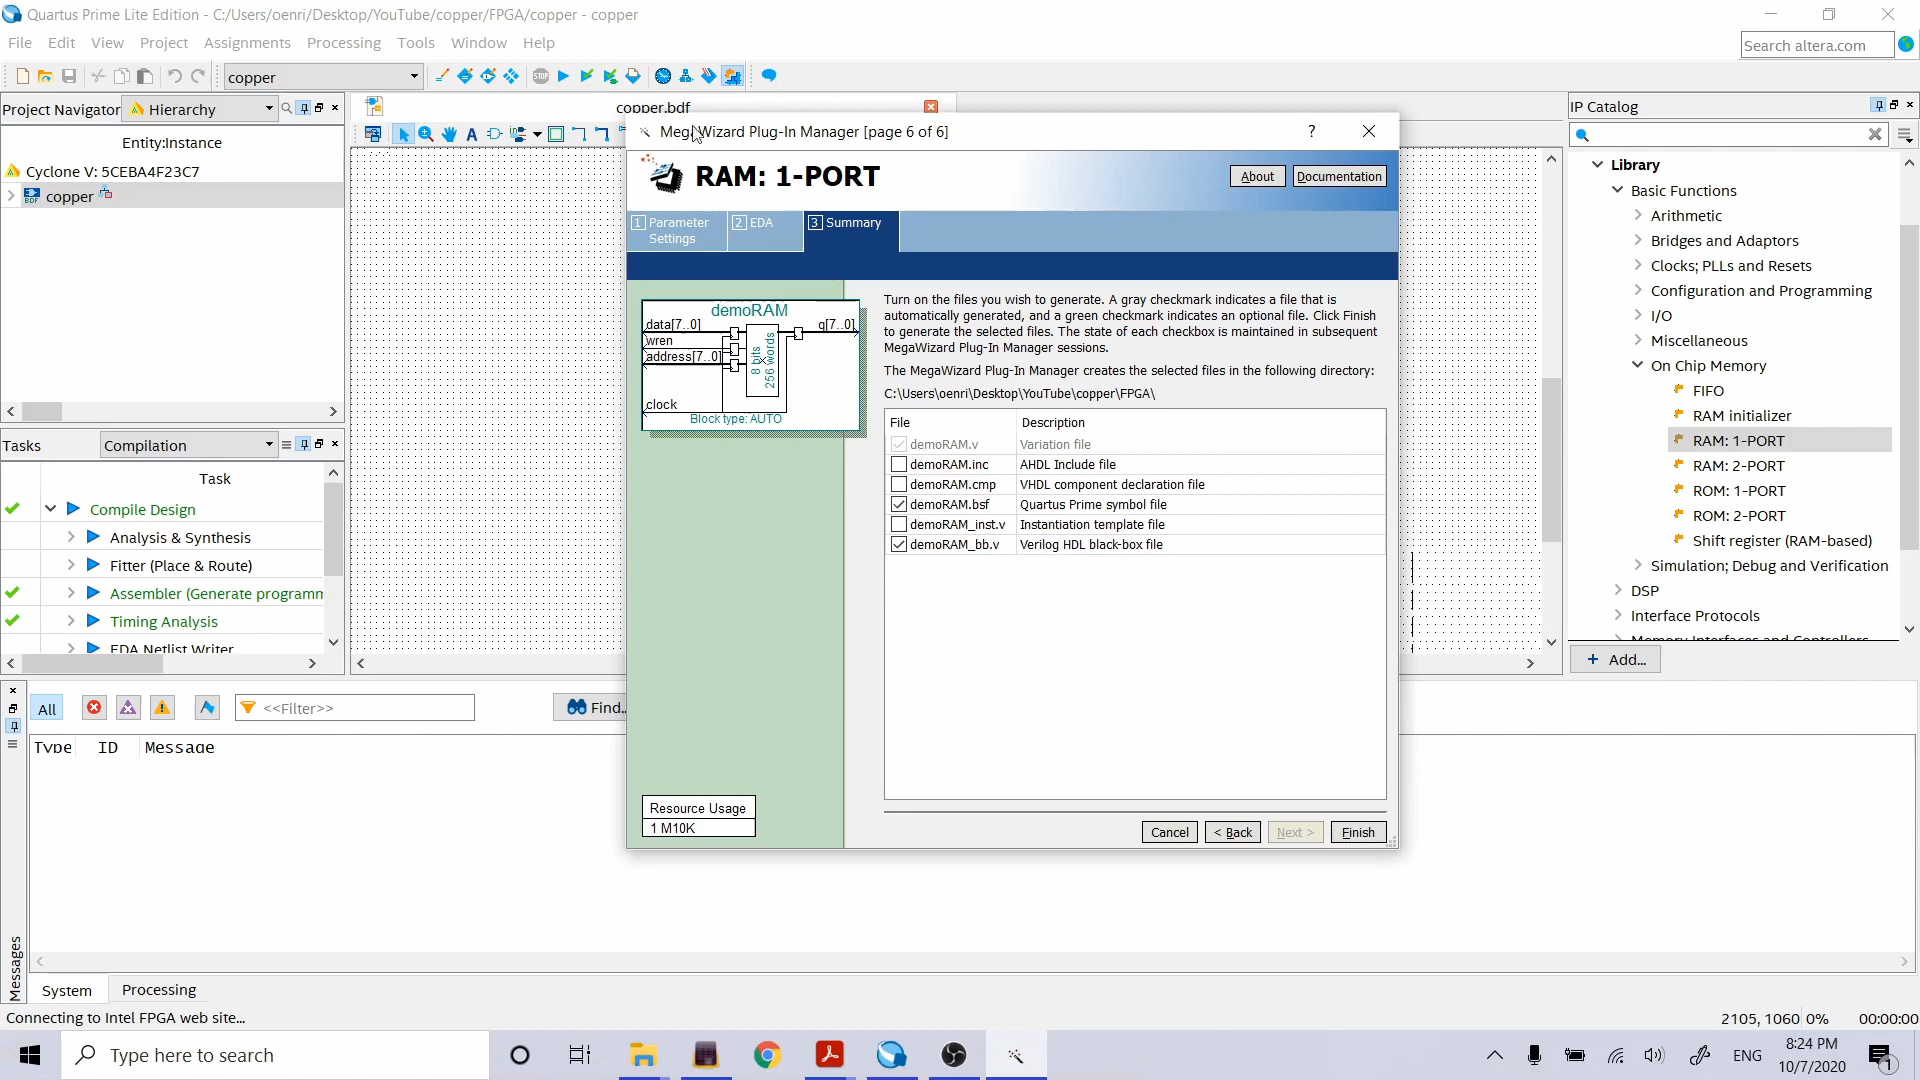 Quartus Prime Lite Edition - C:/Users/oenri/Desktop/YouTube/copper/FPGA/copper - copper
File Edit View Project Assignments Processing Tools Window Help
Search altera.com
copper
STOP
Project Navigator Hierarchy
Entity:Instance
Cyclone V: 5CEBA4F23C7
copper
Tasks Compilation
Task
Compile Design
Analysis & Synthesis
Fitter (Place & Route)
Assembler (Generate programm
Timing Analysis
EDA Netlist Writer
copper.bdf
MegaWizard Plug-In Manager [page 6 of 6]
?
RAM: 1-PORT
About
Documentation
1 Parameter Settings
2 EDA
3 Summary
demoRAM
data[7..0]
q[7..0]
wren
address[7..0]
8 bits
256 words
clock
Block type: AUTO
Turn on the files you wish to generate. A gray checkmark indicates a file that is
automatically generated, and a green checkmark indicates an optional file. Click Finish
to generate the selected files. The state of each checkbox is maintained in subsequent
MegaWizard Plug-In Manager sessions.
The MegaWizard Plug-In Manager creates the selected files in the following directory:
C:\Users\oenri\Desktop\YouTube\copper\FPGA\
File Description
demoRAM.v Variation file
demoRAM.inc AHDL Include file
demoRAM.cmp VHDL component declaration file
demoRAM.bsf Quartus Prime symbol file
demoRAM_inst.v Instantiation template file
demoRAM_bb.v Verilog HDL black-box file
Resource Usage
1 M10K
Cancel
< Back
Next >
Finish
IP Catalog
Library
Basic Functions
Arithmetic
Bridges and Adaptors
Clocks; PLLs and Resets
Configuration and Programming
I/O
Miscellaneous
On Chip Memory
FIFO
RAM initializer
RAM: 1-PORT
RAM: 2-PORT
ROM: 1-PORT
ROM: 2-PORT
Shift register (RAM-based)
Simulation; Debug and Verification
DSP
Interface Protocols
Memory Interfaces and Controllers
+ Add...
All
<<Filter>>
Find...
Type ID Message
Messages
System Processing
Connecting to Intel FPGA web site...
2105, 1060 0% 00:00:00
Type here to search
ENG
8:24 PM
10/7/2020
1